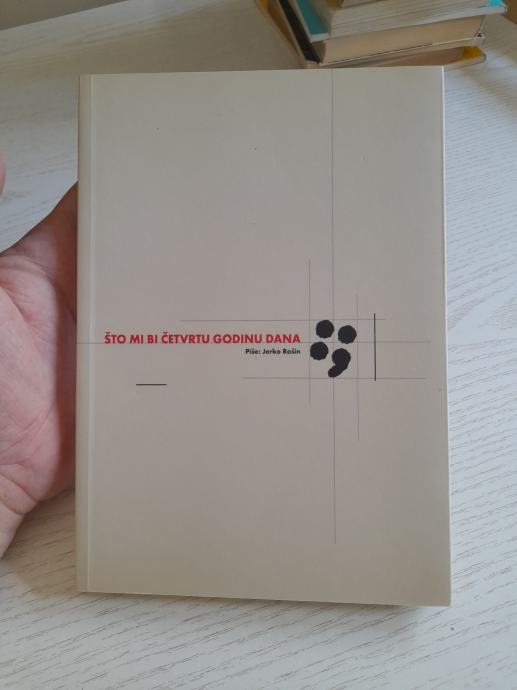 ŠTO MI BI ČETVRTU GODINU DANA
Piše: Jerko Rošin